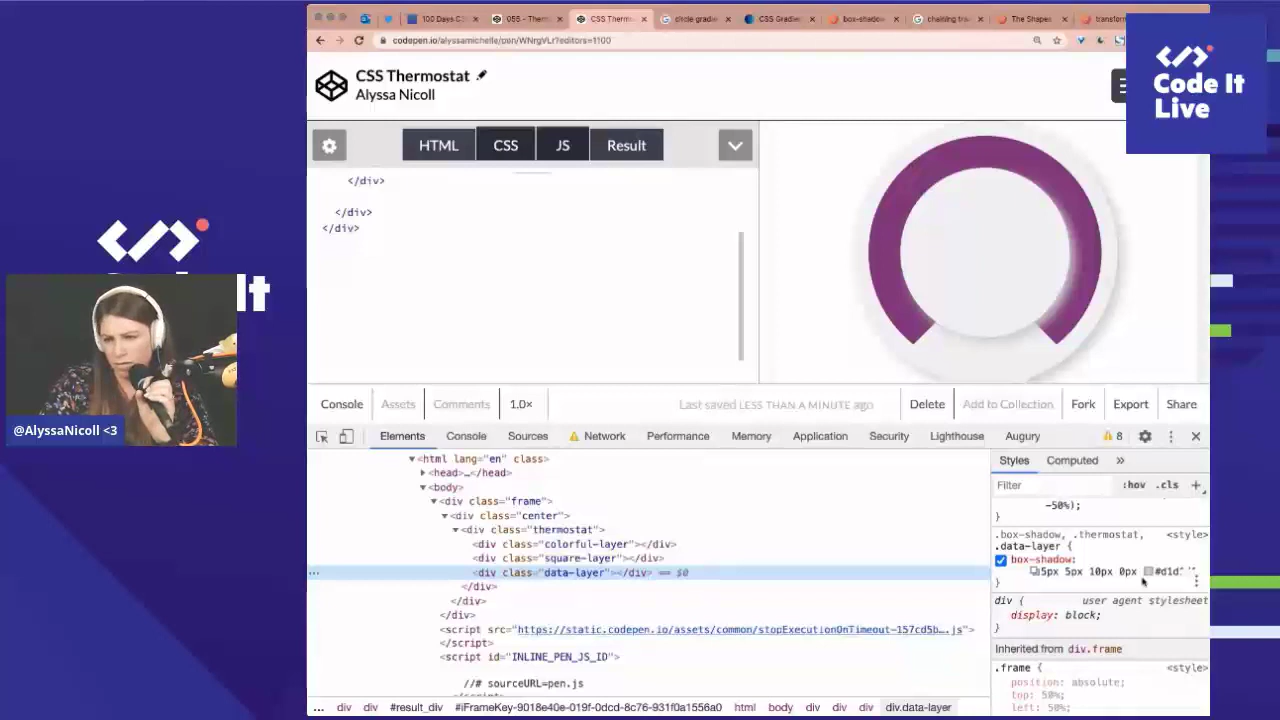 100 Days C
055 - Therm
CSS Therm
circle gradie
CSS Gradie
box-shadow
chaining tra
The Shapes
transform
codepen.io/alyssamichelle/pen/WNrgVLr?editors=1100
Code It
Live
CSS Thermostat
Alyssa Nicoll
HTML
CSS
JS
Result
</div>
</div>
</div>
It
@AlyssaNicoll <3
Console
Assets
Comments
1.0×
Last saved LESS THAN A MINUTE ago
Delete
Add to Collection
Fork
Export
Share
Elements
Console
Sources
Network
Performance
Memory
Application
Security
Lighthouse
Augury
8
<html lang="en" class>
<head>…</head>
<body>
<div class="frame">
<div class="center">
<div class="thermostat">
<div class="colorful-layer"></div>
<div class="square-layer"></div>
<div class="data-layer"></div> == $0
</div>
</div>
</div>
<script src="https://static.codepen.io/assets/common/stopExecutionOnTimeout-157cd5b….js">
</script>
<script id="INLINE_PEN_JS_ID">
//# sourceURL=pen.js
Styles
Computed
»
Filter
:hov
.cls
+
-50%);
}
.box-shadow, .thermostat, <style>
.data-layer {
box-shadow:
5px 5px 10px 0px #d1d
}
div { user agent stylesheet
display: block;
}
Inherited from div.frame
.frame { <style>
position: absolute;
top: 50%;
left: 50%;
...
div
div
#result_div
#iFrameKey-9018e40e-019f-0dcd-8c76-931f0a1556a0
html
body
div
div
div
div.data-layer